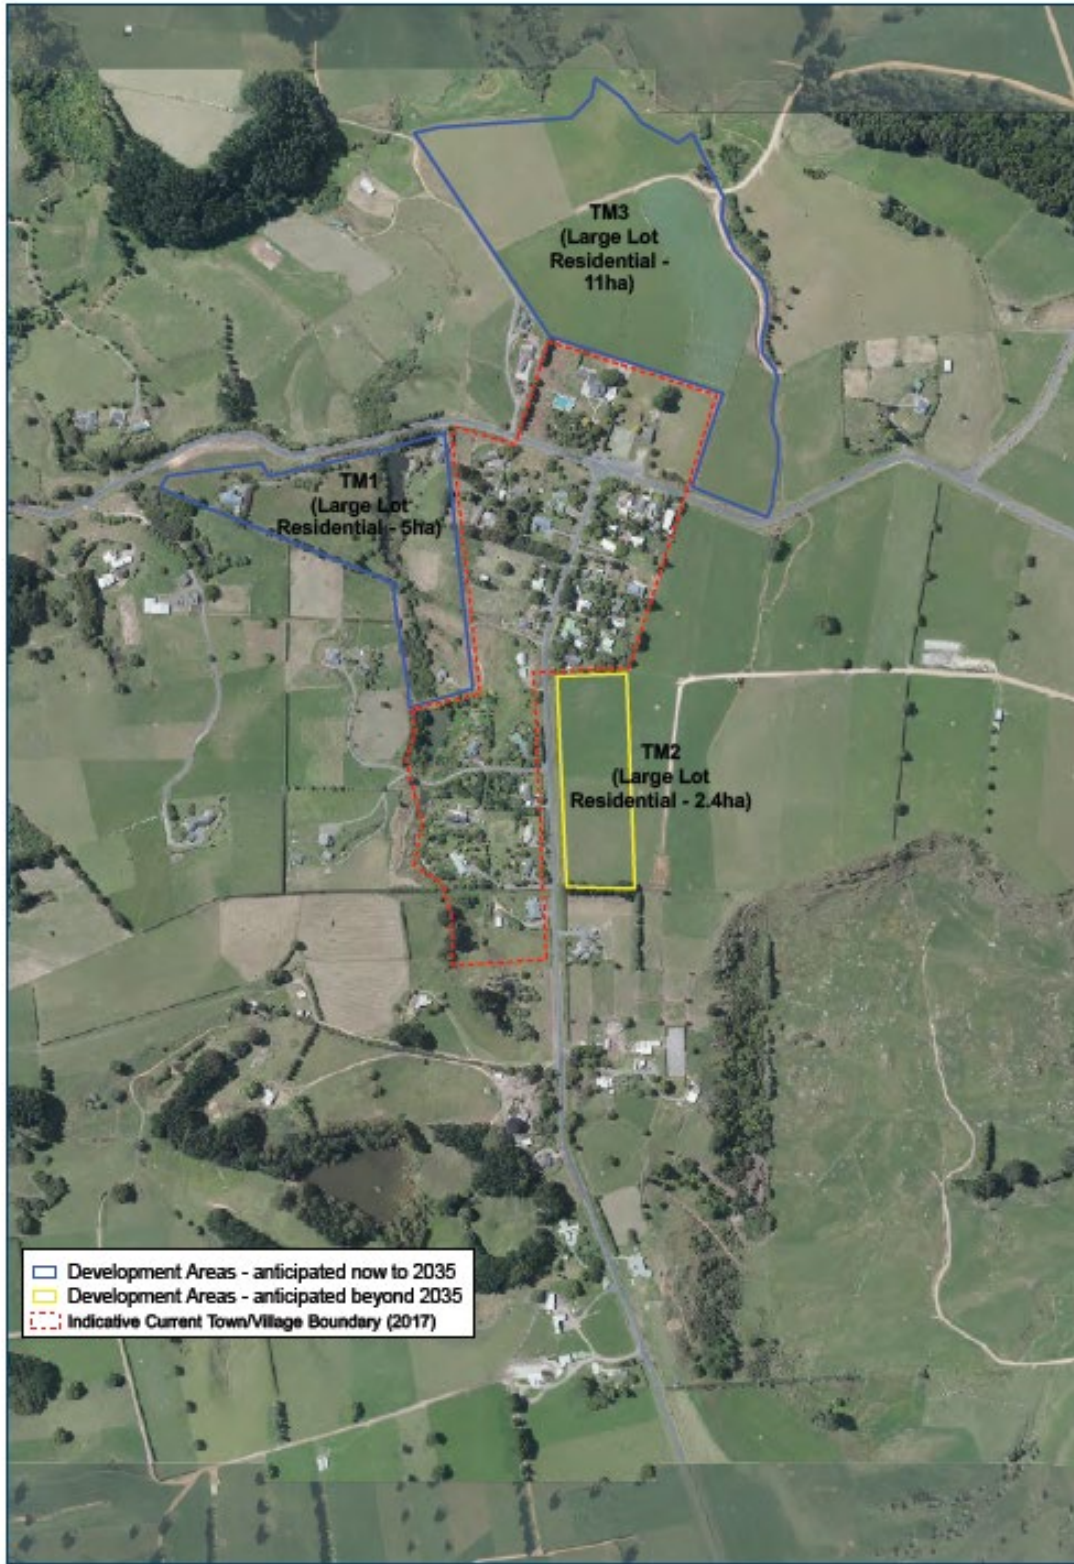 TM3
(Large Lot
Residential -
11ha)
TM1
(Large Lot
Residential - 5ha)
TM2
(Large Lot
Residential - 2.4ha)
Development Areas - anticipated now to 2035
Development Areas - anticipated beyond 2035
Indicative Current Town/Village Boundary (2017)